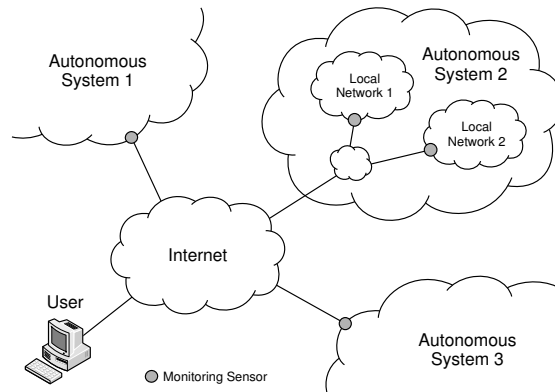 Autonomous
System 1
Autonomous
System 2
Local
Network 1
Local
Network 2
Internet
User
Autonomous
System 3
Monitoring Sensor